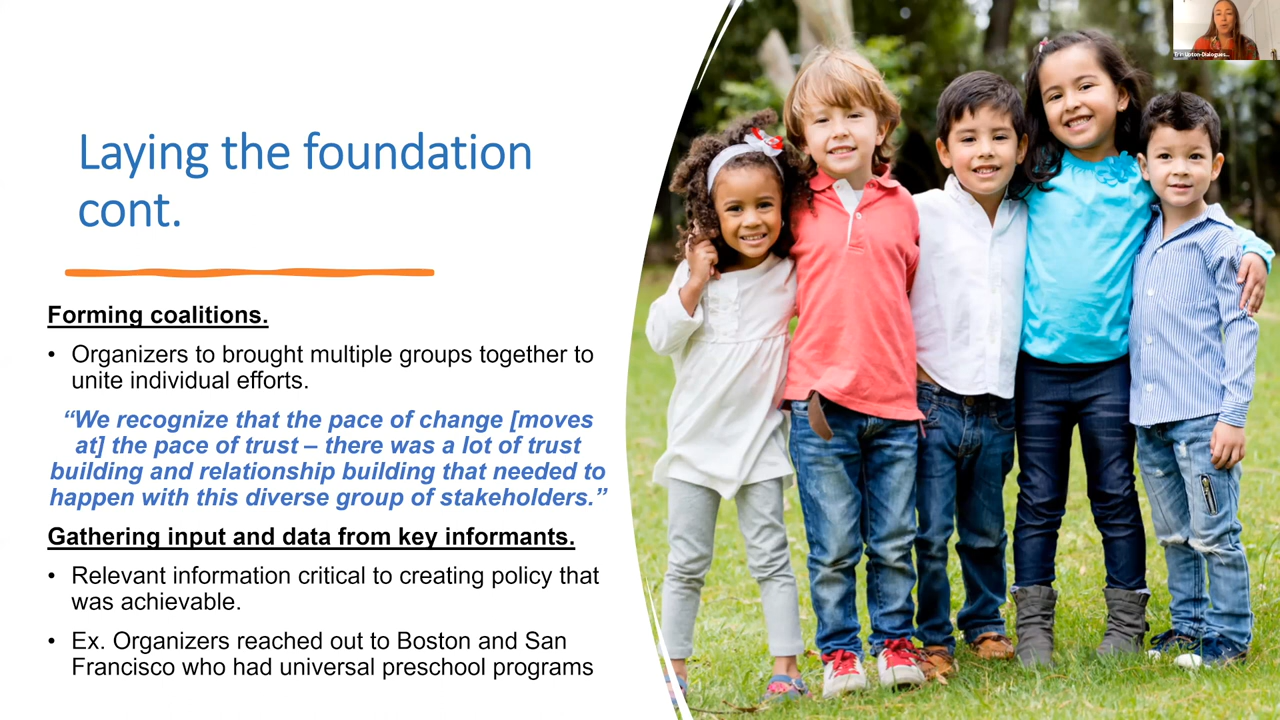 Laying the foundation
cont.
Forming coalitions.
• Organizers to brought multiple groups together to
unite individual efforts.
“We recognize that the pace of change [moves
at] the pace of trust – there was a lot of trust
building and relationship building that needed to
happen with this diverse group of stakeholders.”
Gathering input and data from key informants.
• Relevant information critical to creating policy that
was achievable.
• Ex. Organizers reached out to Boston and San
Francisco who had universal preschool programs